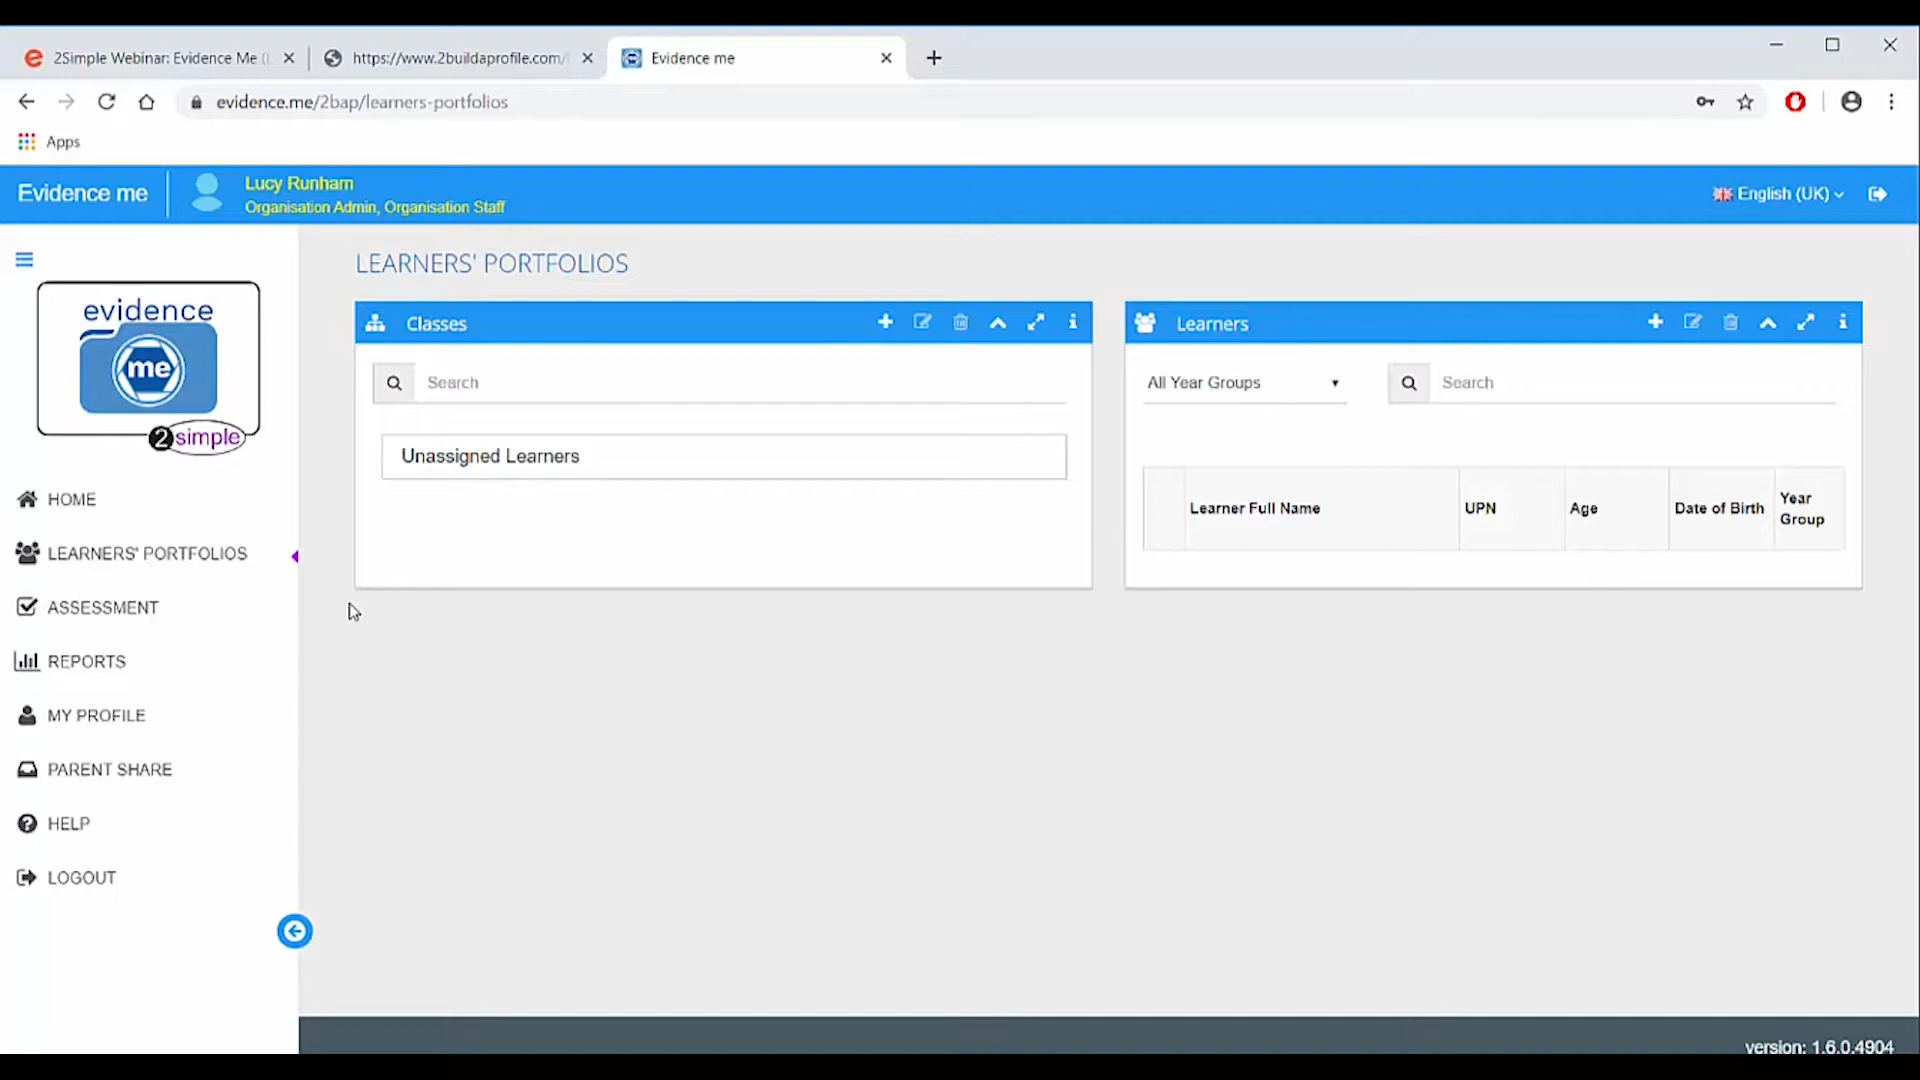 2Simple Webinar: Evidence Me (
https://www.2buildaprofile.com/
Evidence me
evidence.me/2bap/learners-portfolios
Apps
Evidence me
Lucy Runham
Organisation Admin, Organisation Staff
English (UK)
evidence
me
2simple
HOME
LEARNERS' PORTFOLIOS
ASSESSMENT
REPORTS
MY PROFILE
PARENT SHARE
HELP
LOGOUT
LEARNERS' PORTFOLIOS
Classes
Search
Unassigned Learners
Learners
All Year Groups
Search
Learner Full Name
UPN
Age
Date of Birth
Year
Group
version: 1.6.0.4904